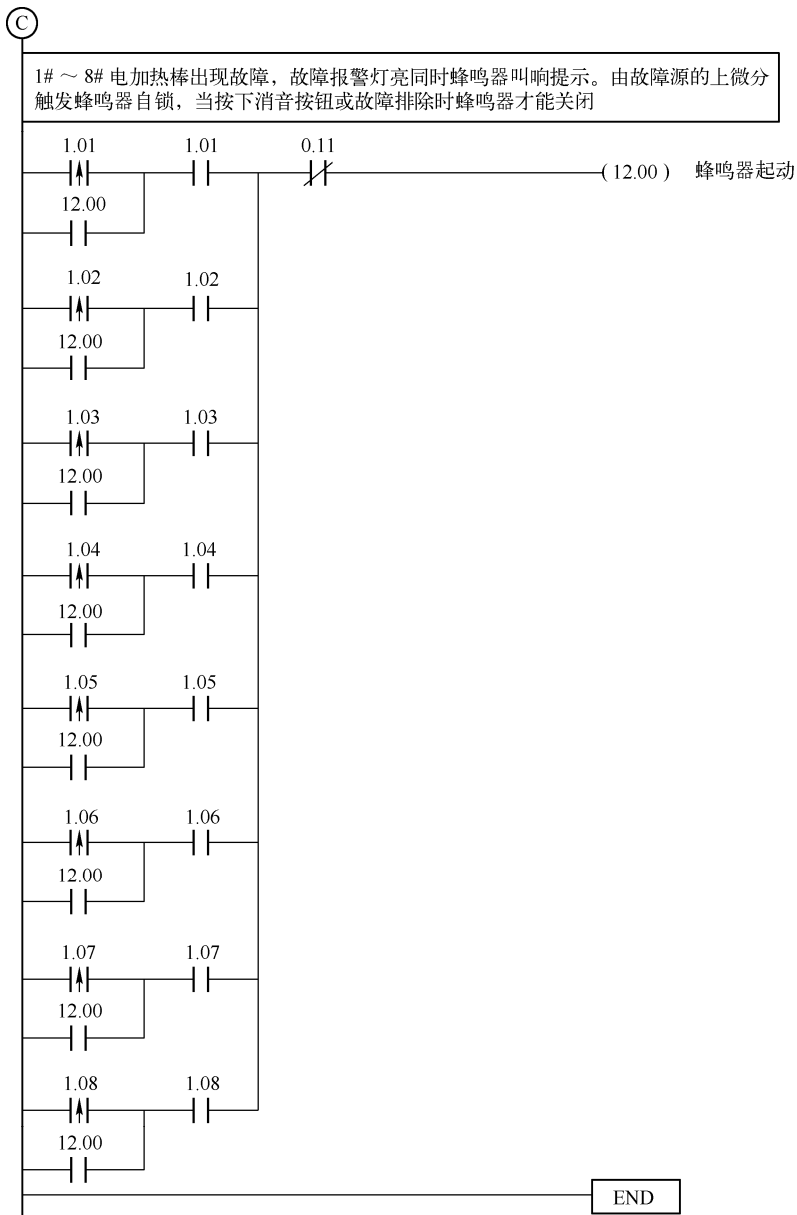 C
1# ～ 8# 电加热棒出现故障，故障报警灯亮同时蜂鸣器叫响提示。由故障源的上微分
触发蜂鸣器自锁，当按下消音按钮或故障排除时蜂鸣器才能关闭
1.01 1.01 0.11
( 12.00 ) 蜂鸣器起动
12.00
1.02 1.02
12.00
1.03 1.03
12.00
1.04 1.04
12.00
1.05 1.05
12.00
1.06 1.06
12.00
1.07 1.07
12.00
1.08 1.08
12.00
END